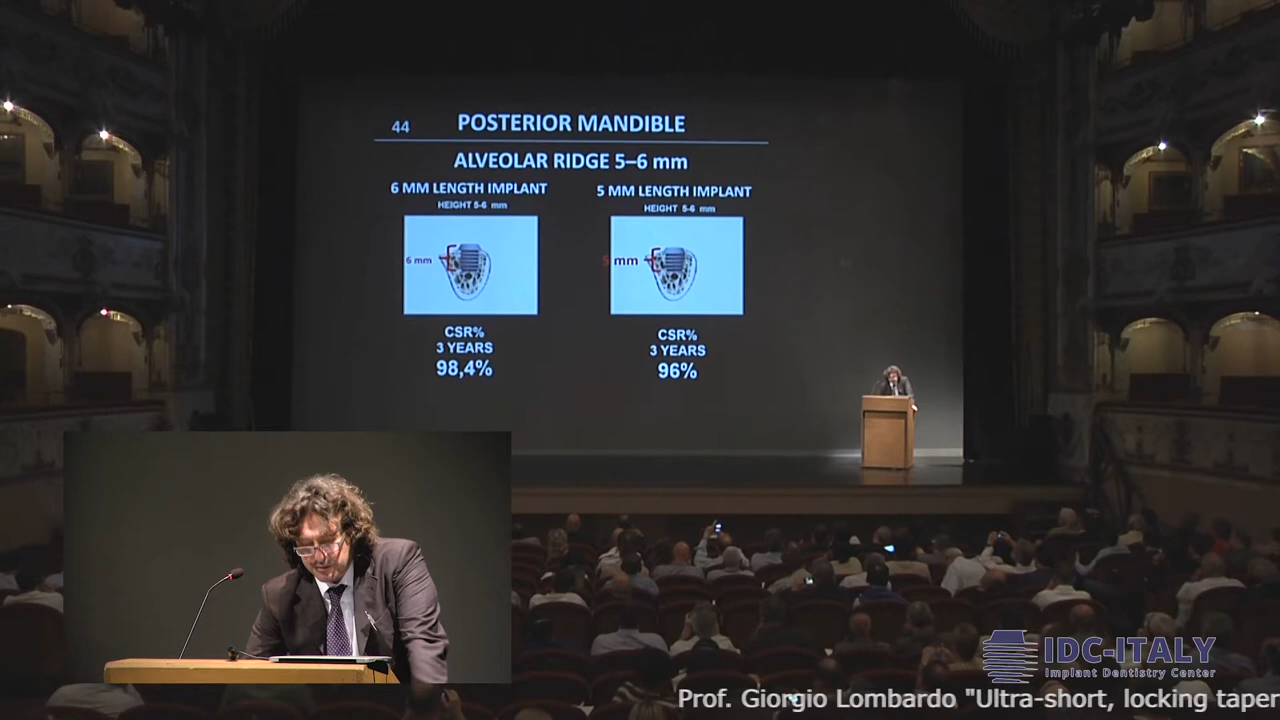 44 POSTERIOR MANDIBLE
ALVEOLAR RIDGE 5–6 mm
6 MM LENGTH IMPLANT
HEIGHT 5-6 mm
6 mm
CSR%
3 YEARS
98,4%
5 MM LENGTH IMPLANT
HEIGHT 5-6 mm
5 mm
CSR%
3 YEARS
96%
IDC-ITALY
Implant Dentistry Center
Prof. Giorgio Lombardo "Ultra-short, locking taper